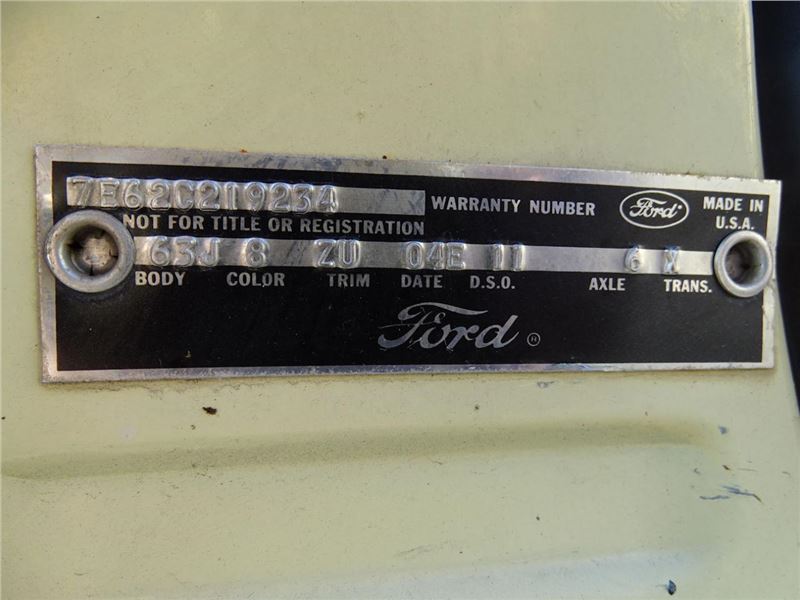 7E62C219234 WARRANTY NUMBER Ford MADE IN U.S.A.
NOT FOR TITLE OR REGISTRATION
63J 8 ZU 04E 11 6 X
BODY COLOR TRIM DATE D.S.O. AXLE TRANS.
Ford ®